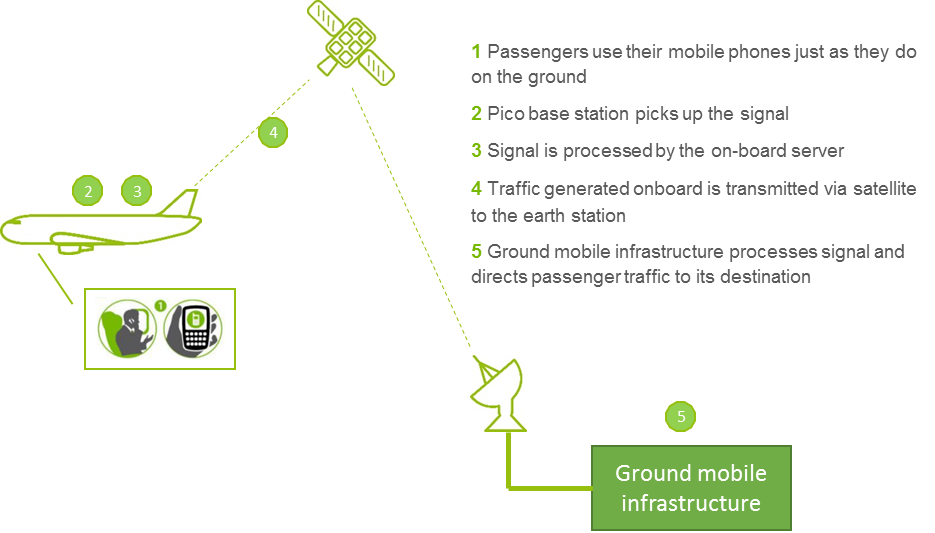 1 Passengers use their mobile phones just as they do
on the ground
2 Pico base station picks up the signal
4
3 Signal is processed by the on-board server
2
3
4 Traffic generated onboard is transmitted via satellite
to the earth station
5 Ground mobile infrastructure processes signal and
directs passenger traffic to its destination
1
5
Ground mobile
infrastructure